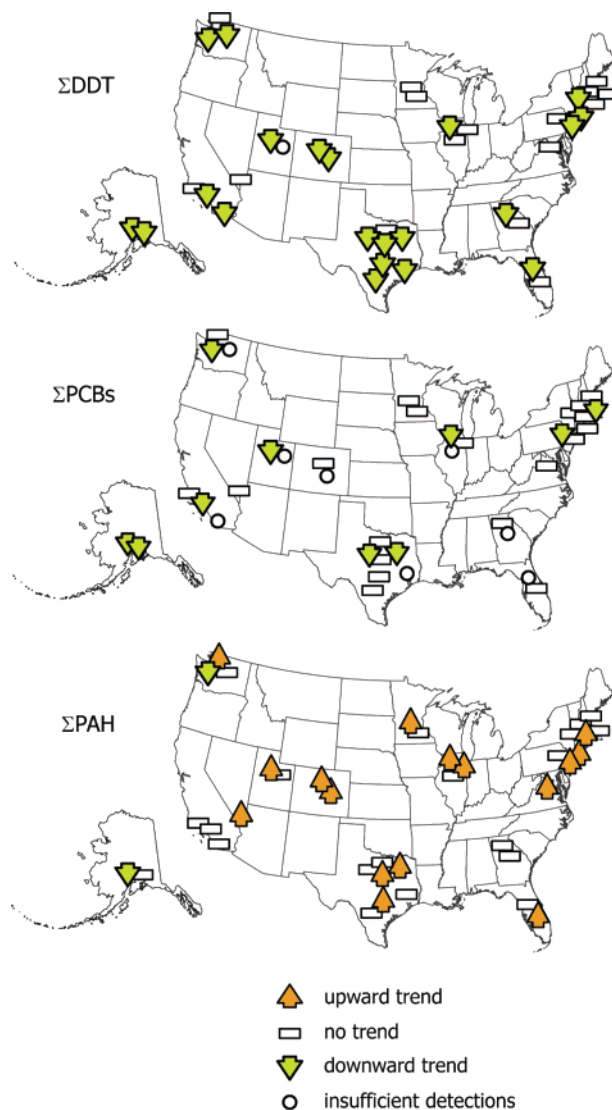 ΣDDT
ΣPCBs
ΣPAH
upward trend
no trend
downward trend
insufficient detections